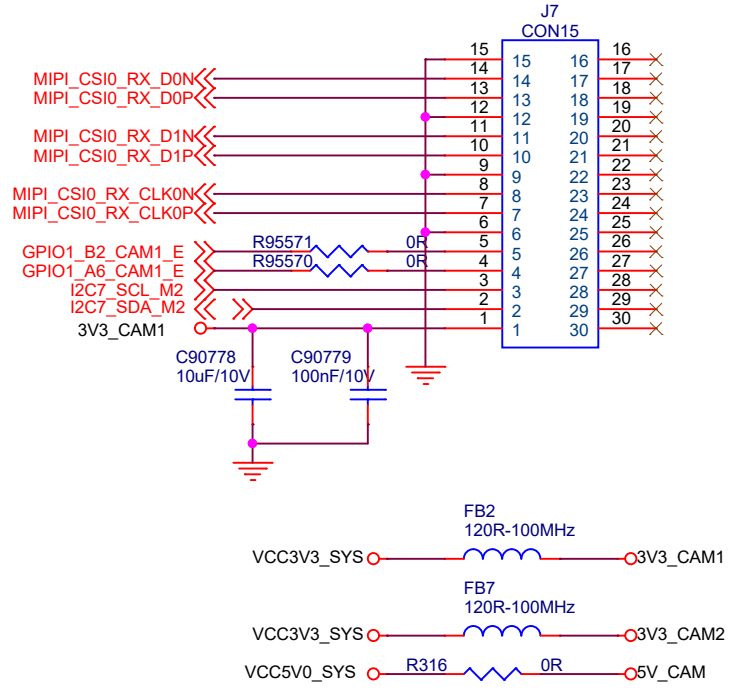 J7
CON15
15 15 16 16
MIPI_CSI0_RX_D0N 14 14 17 17
MIPI_CSI0_RX_D0P 13 13 18 18
12 12 19 19
MIPI_CSI0_RX_D1N 11 11 20 20
MIPI_CSI0_RX_D1P 10 10 21 21
9 9 22 22
MIPI_CSI0_RX_CLK0N 8 8 23 23
MIPI_CSI0_RX_CLK0P 7 7 24 24
6 6 25 25
GPIO1_B2_CAM1_E R95571 0R 5 5 26 26
GPIO1_A6_CAM1_E R95570 0R 4 4 27 27
I2C7_SCL_M2 3 3 28 28
I2C7_SDA_M2 2 2 29 29
3V3_CAM1 1 1 30 30
C90778 C90779
10uF/10V 100nF/10V
FB2
120R-100MHz
VCC3V3_SYS 3V3_CAM1
FB7
120R-100MHz
VCC3V3_SYS 3V3_CAM2
VCC5V0_SYS R316 0R 5V_CAM